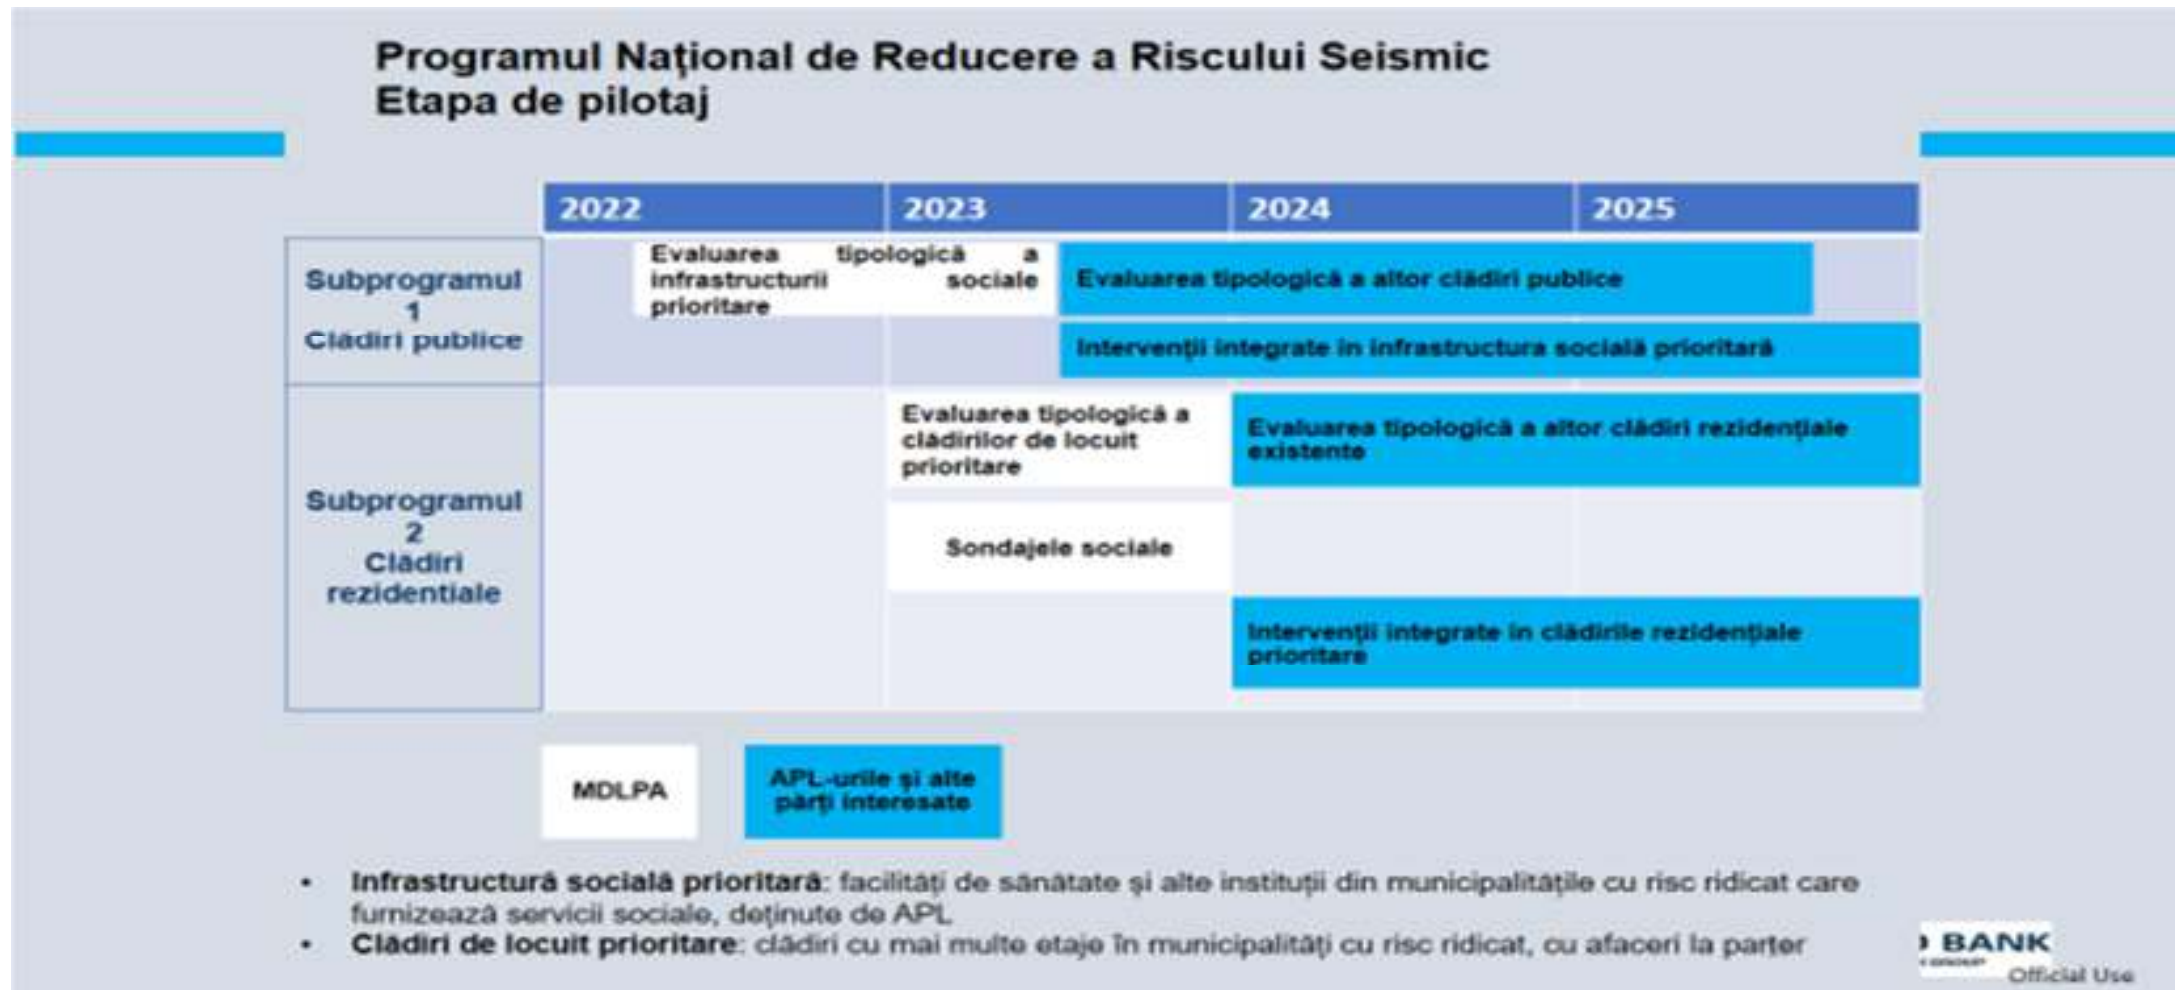 Programul Național de Reducere a Riscului Seismic
Etapa de pilotaj
2022 2023 2024 2025
Subprogramul
1
Clădiri publice
Evaluarea tipologică a
infrastructurii sociale
prioritare
Evaluarea tipologică a altor clădiri publice
Intervenții integrate în infrastructura socială prioritară
Subprogramul
2
Clădiri
rezidentiale
Evaluarea tipologică a
clădirilor de locuit
prioritare
Evaluarea tipologică a altor clădiri rezidențiale
existente
Sondajele sociale
Intervenții integrate în clădirile rezidențiale
prioritare
MDLPA
APL-urile și alte
părți interesate
• Infrastructură socială prioritară: facilități de sănătate și alte instituții din municipalitățile cu risc ridicat care
furnizează servicii sociale, deținute de APL
• Clădiri de locuit prioritare: clădiri cu mai multe etaje în municipalități cu risc ridicat, cu afaceri la parter
BANK
GROUP
Official Use